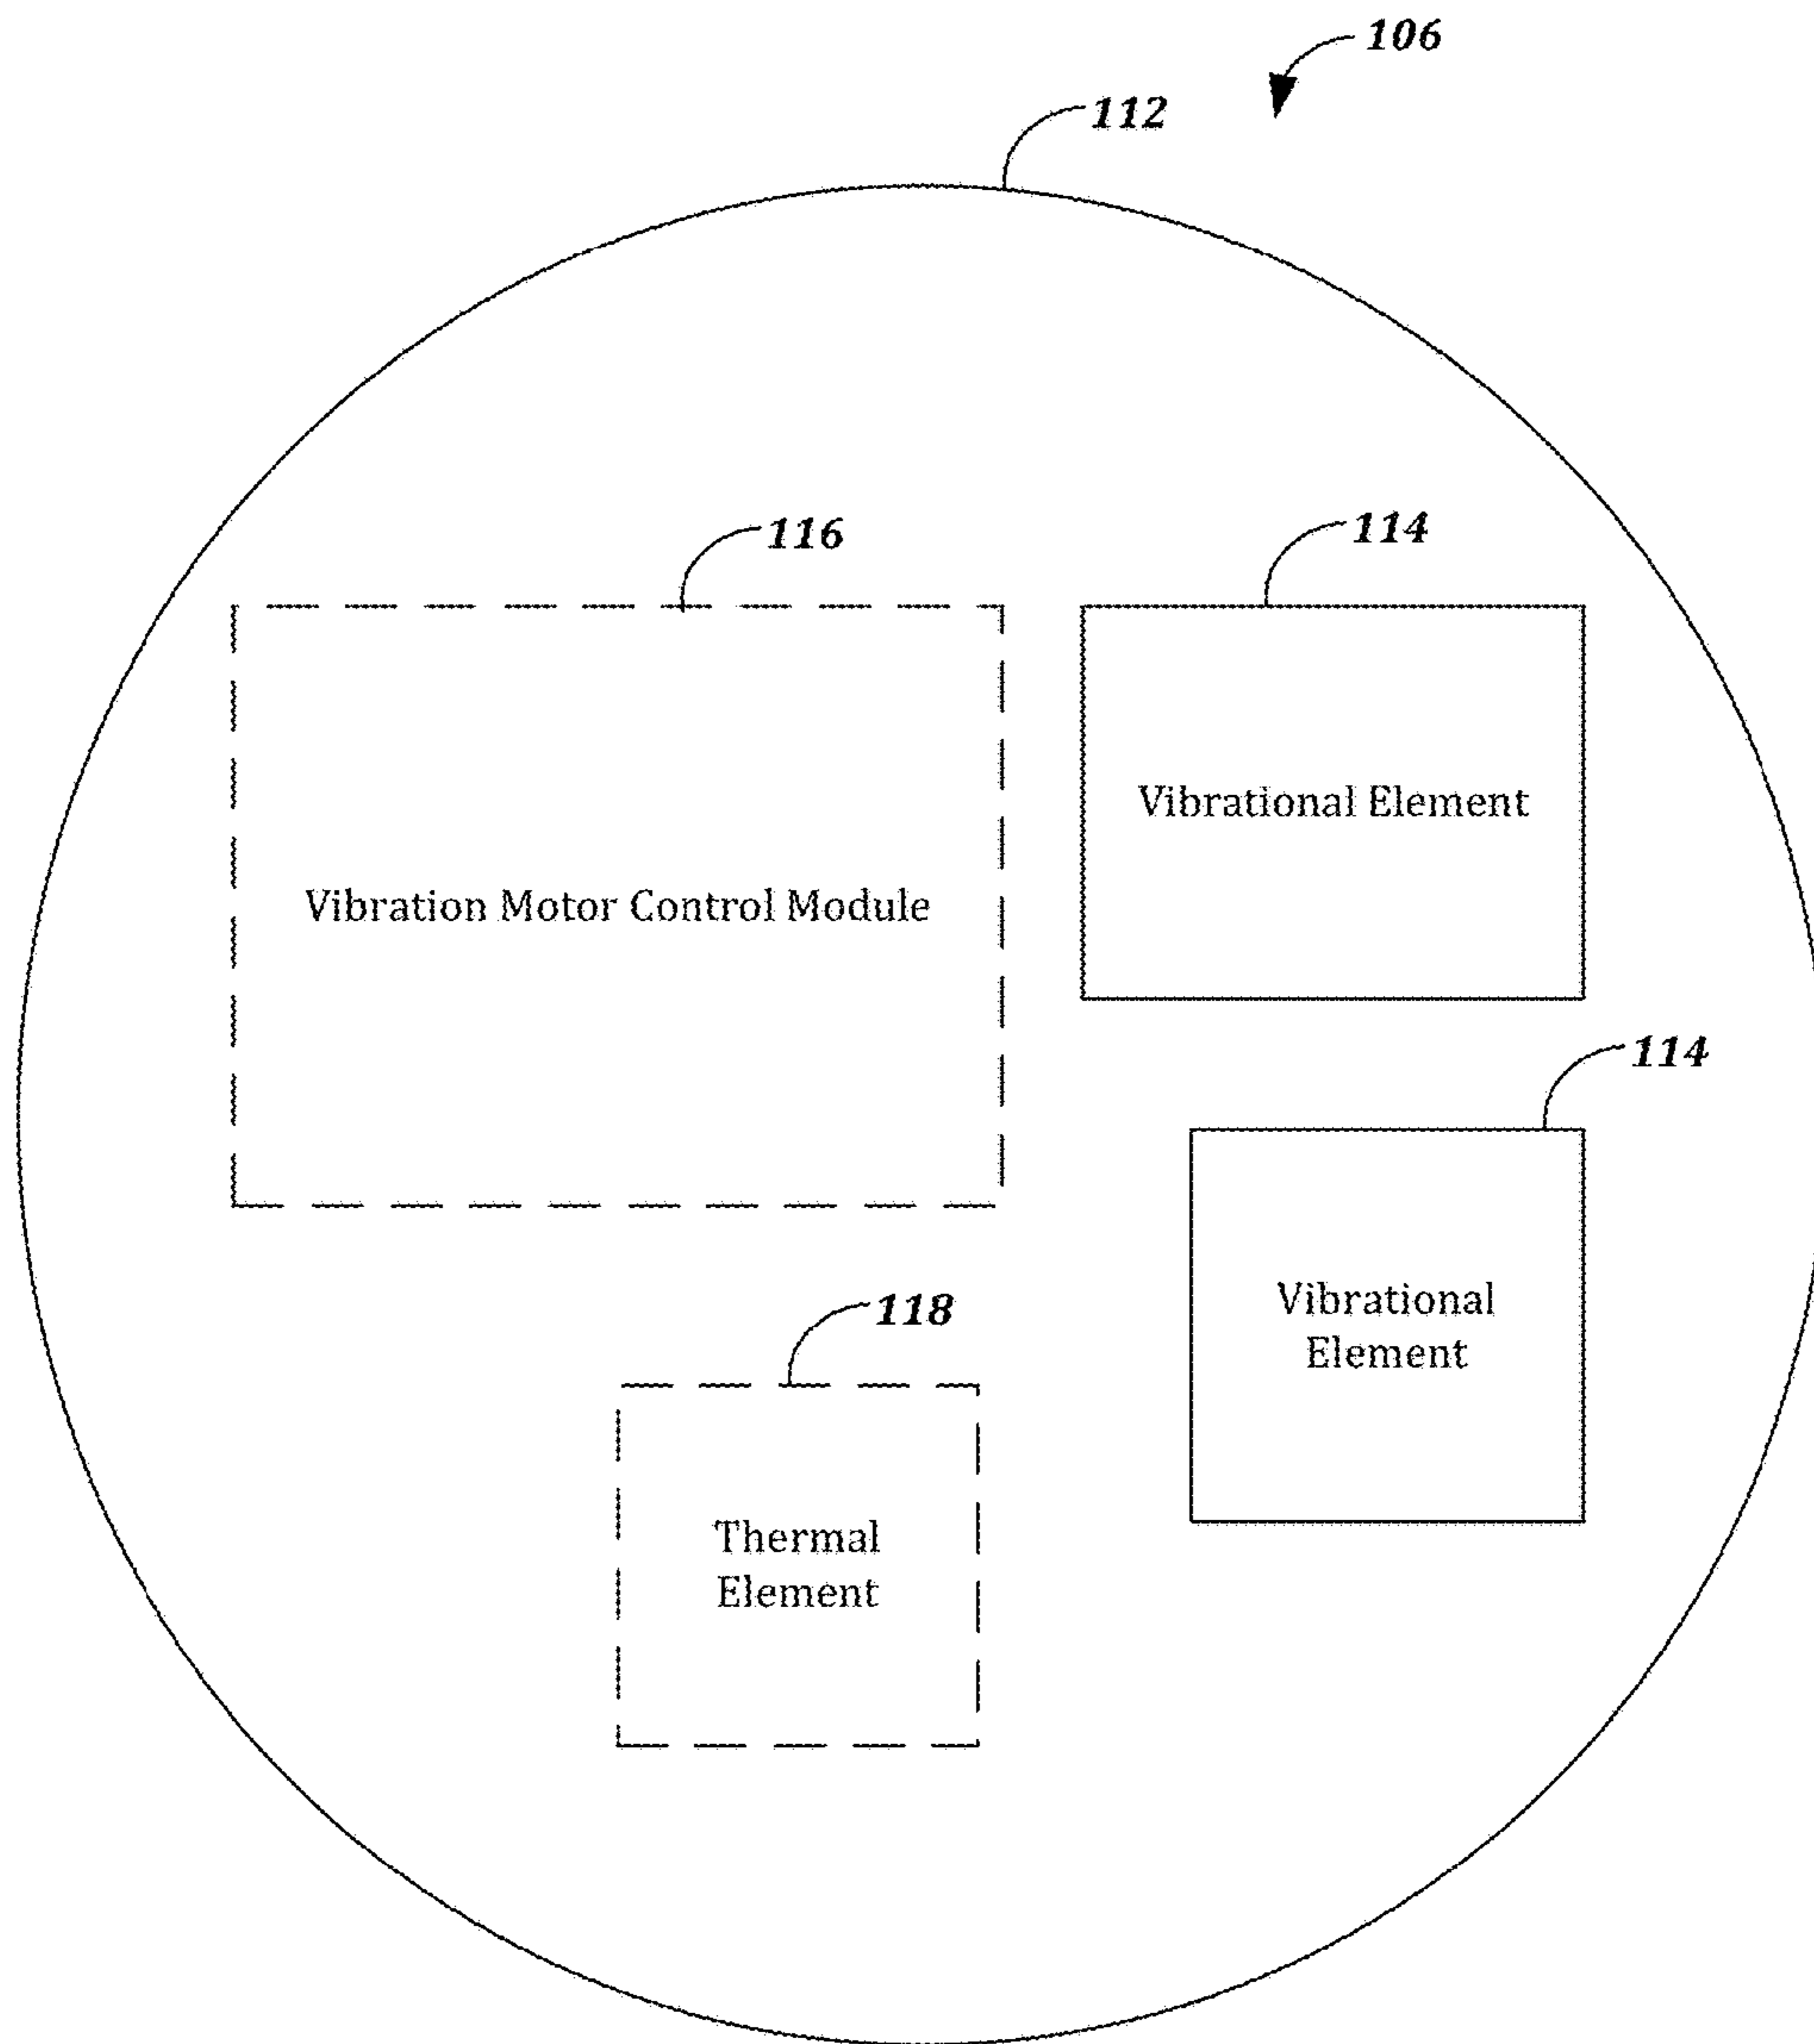 106
112
116
114
Vibrational Element
Vibration Motor Control Module
114
Vibrational
Element
118
Thermal
Element